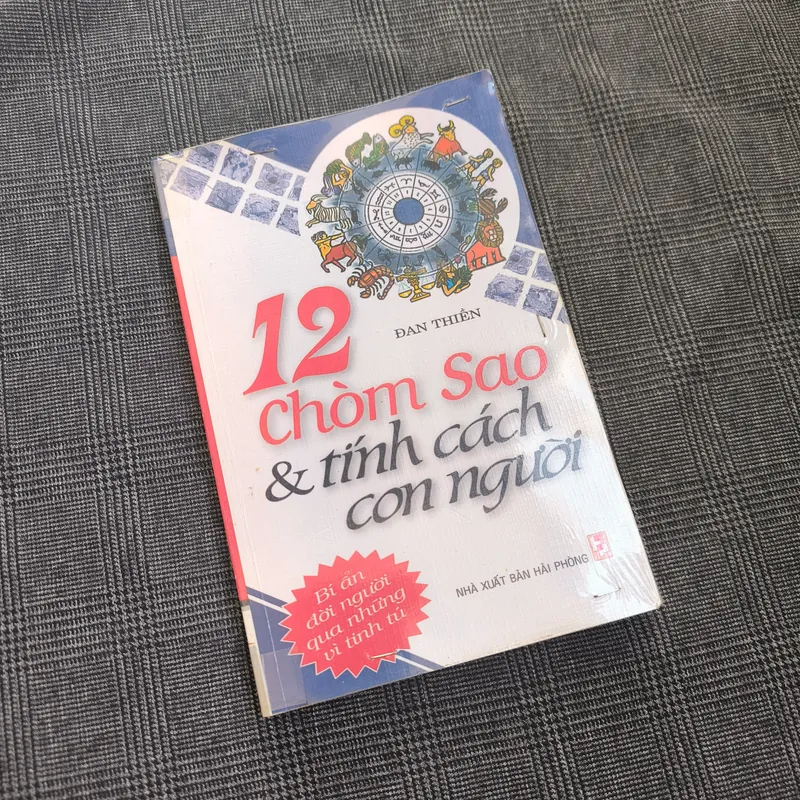 ĐAN THIỀN
12
chòm sao
& tính cách
con người
Bí ẩn
đời người
qua những
vì tinh tú
NHÀ XUẤT BẢN HẢI PHÒNG